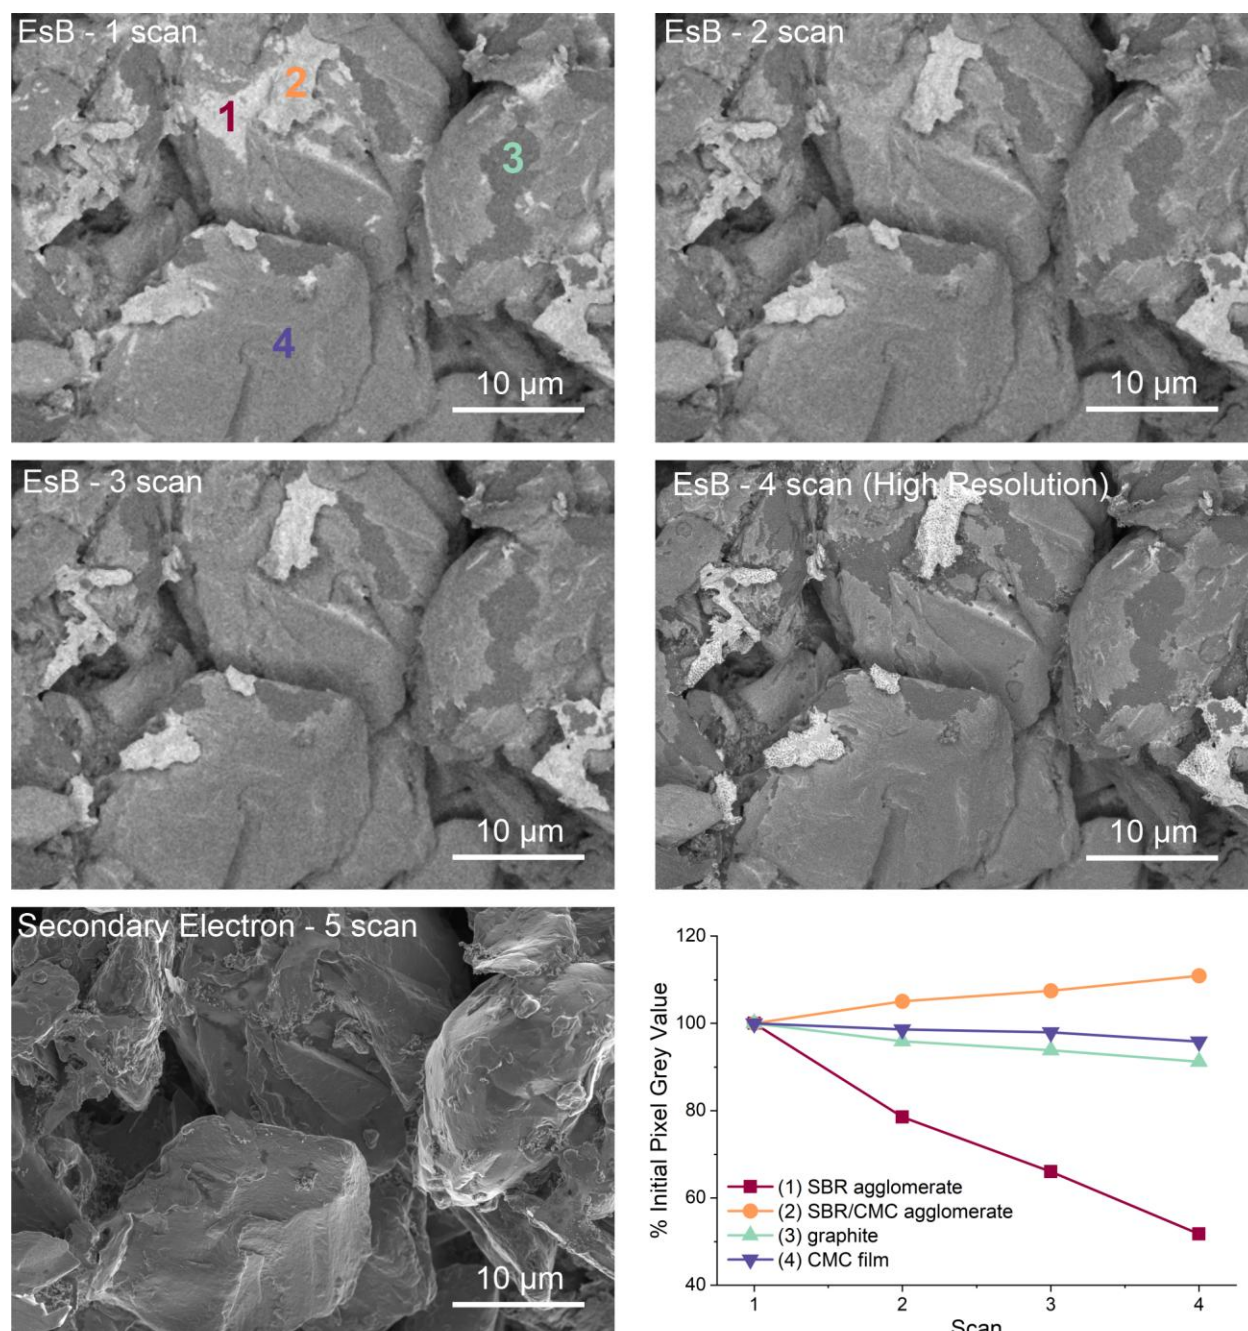 EsB - 1 scan
1
2
3
4
10 µm
EsB - 2 scan
10 µm
EsB - 3 scan
10 µm
EsB - 4 scan (High Resolution)
10 µm
Secondary Electron - 5 scan
10 µm
% Initial Pixel Grey Value
120
100
80
60
40
(1) SBR agglomerate
(2) SBR/CMC agglomerate
(3) graphite
(4) CMC film
1 2 3 4
Scan